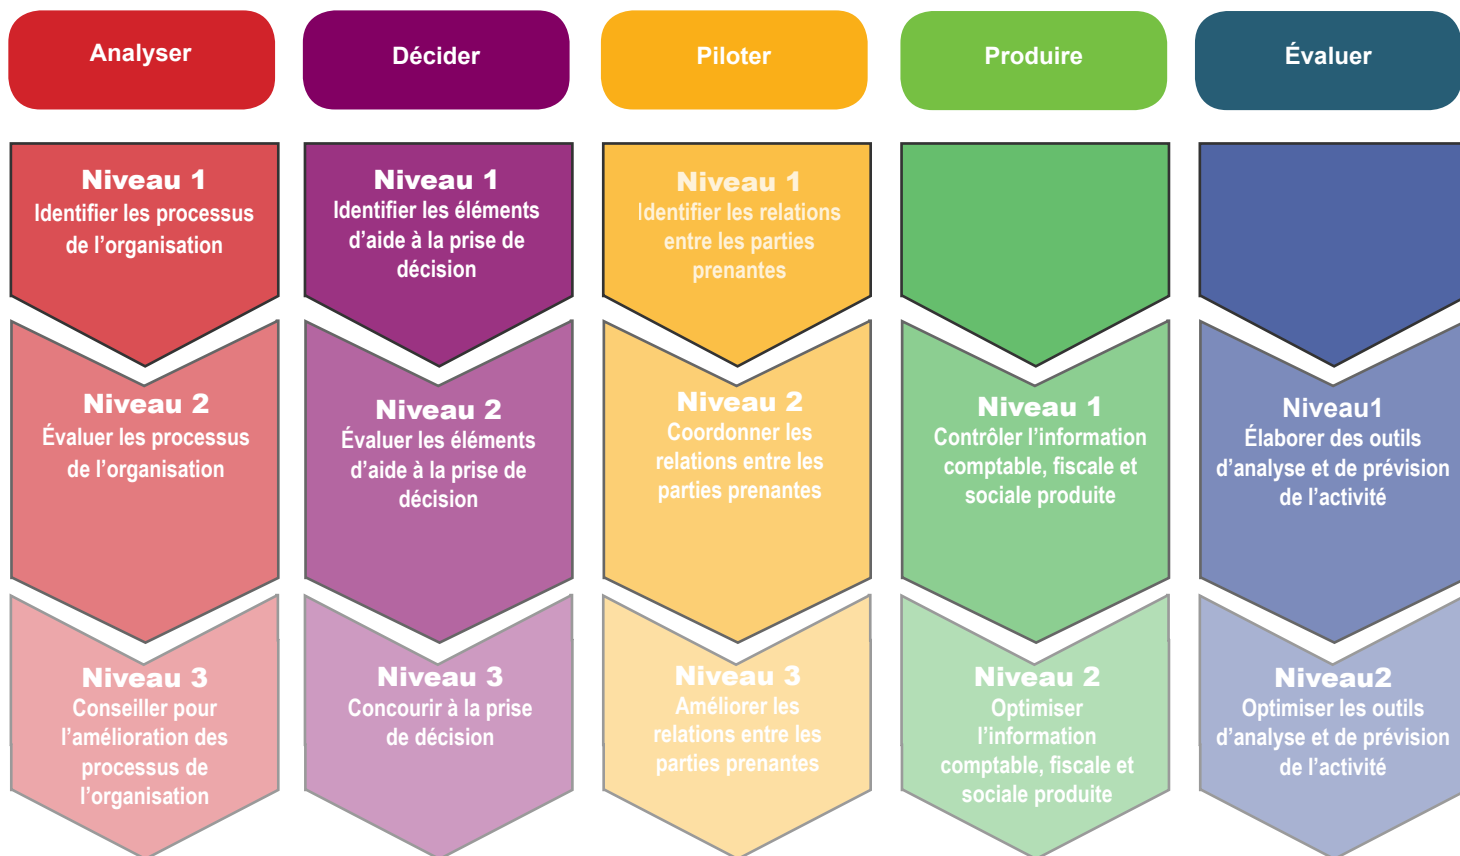 Analyser
Décider
Piloter
Produire
Évaluer
Niveau 1
Identifier les processus
de l’organisation
Niveau 1
Identifier les éléments
d’aide à la prise de
décision
Niveau 1
Identifier les relations
entre les parties
prenantes
Niveau 2
Évaluer les processus
de l’organisation
Niveau 2
Évaluer les éléments
d’aide à la prise de
décision
Niveau 2
Coordonner les
relations entre les
parties prenantes
Niveau 1
Contrôler l’information
comptable, fiscale et
sociale produite
Niveau1
Élaborer des outils
d’analyse et de prévision
de l’activité
Niveau 3
Conseiller pour
l’amélioration des
processus de
l’organisation
Niveau 3
Concourir à la prise
de décision
Niveau 3
Améliorer les
relations entre les
parties prenantes
Niveau 2
Optimiser
l’information
comptable, fiscale et
sociale produite
Niveau2
Optimiser les outils
d’analyse et de prévision
de l’activité